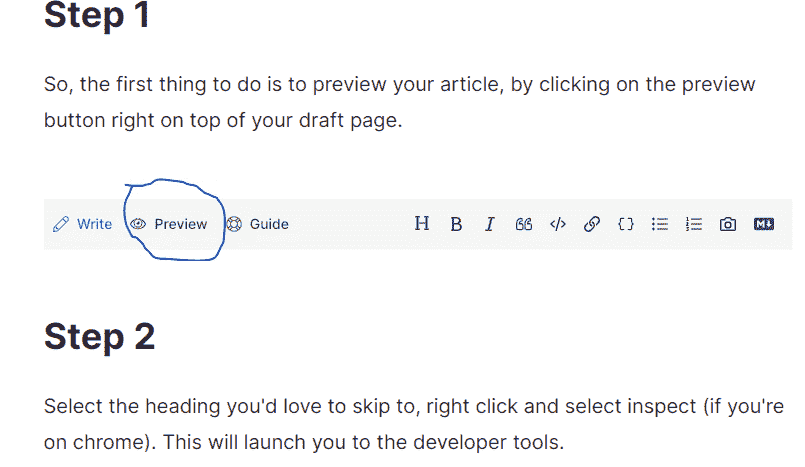 Step 1
So, the first thing to do is to preview your article, by clicking on the preview
button right on top of your draft page.
Write Preview Guide H B I </> {} M↓
Step 2
Select the heading you'd love to skip to, right click and select inspect (if you're
on chrome). This will launch you to the developer tools.